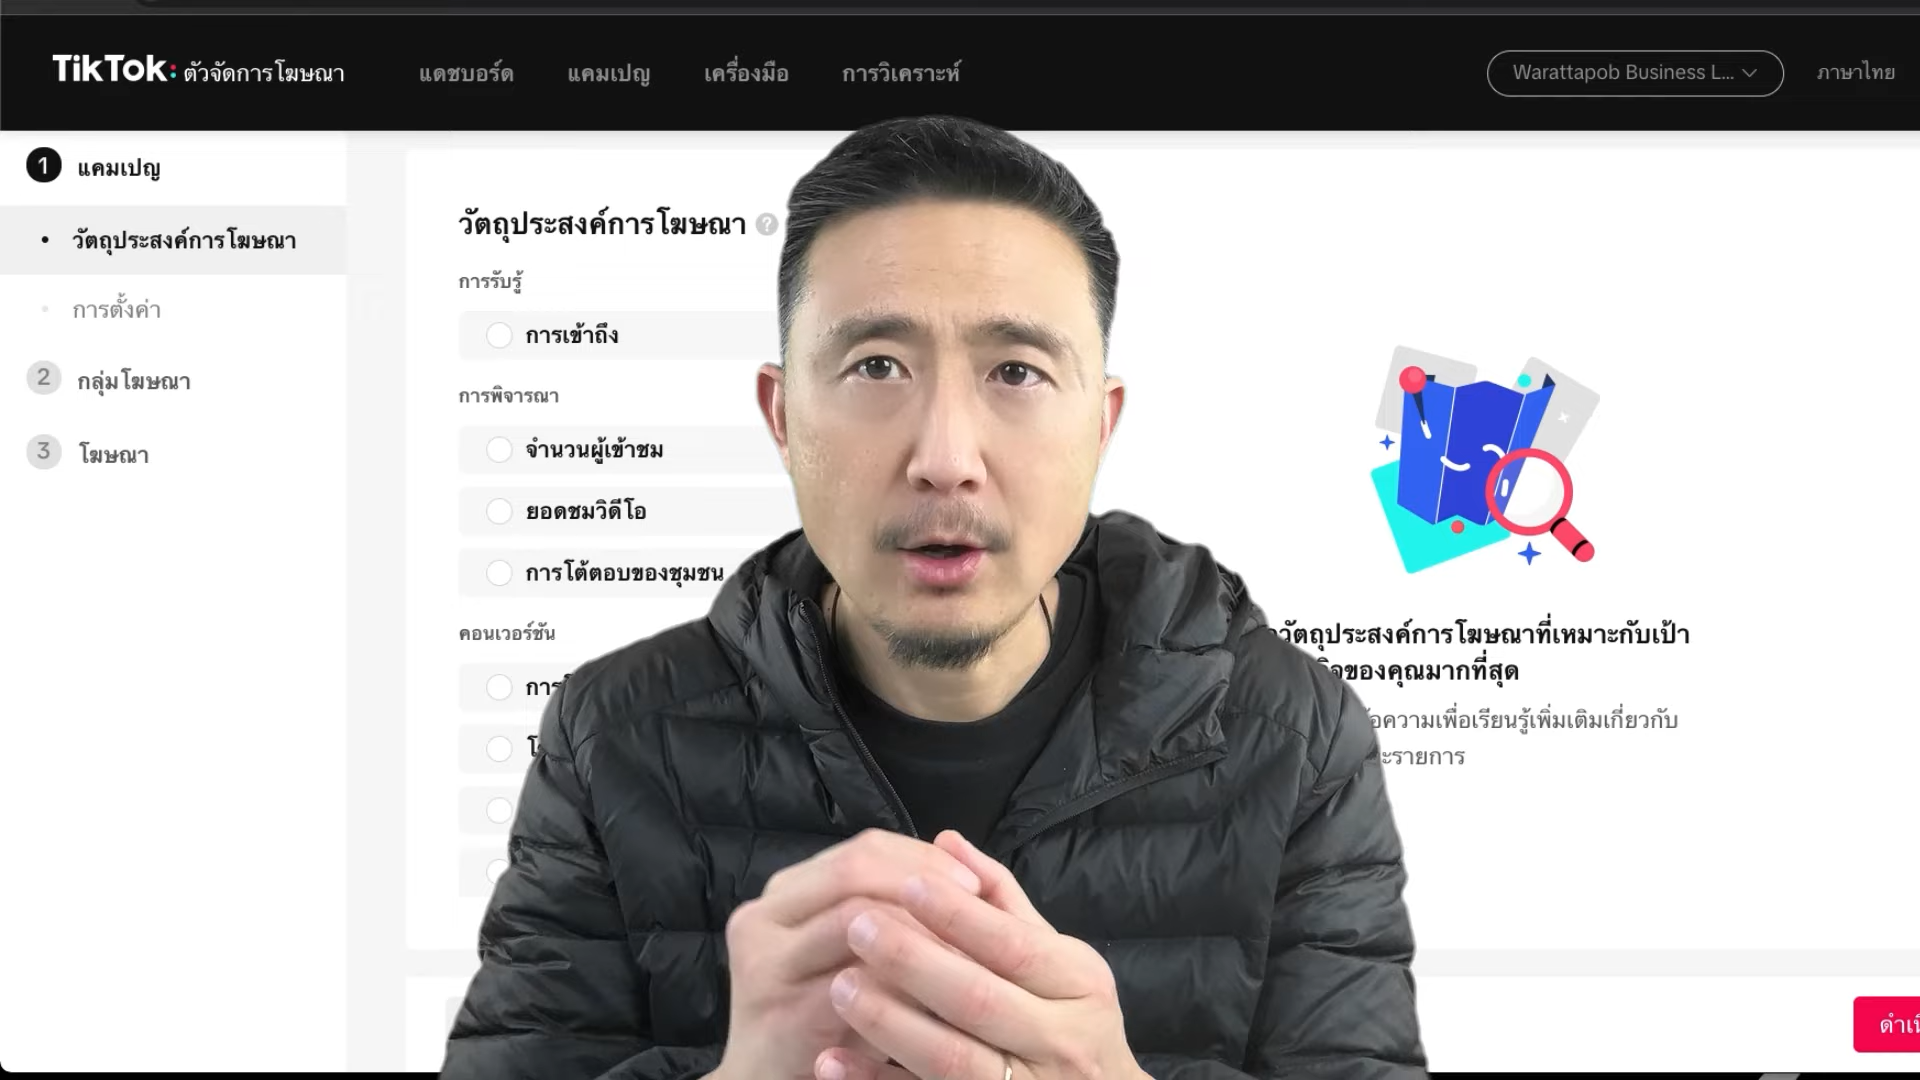 TikTok: ตัวจัดการโฆษณา
แดชบอร์ด
แคมเปญ
เครื่องมือ
การวิเคราะห์
Warattapob Business L...
ภาษาไทย
1 แคมเปญ
• วัตถุประสงค์การโฆษณา
• การตั้งค่า
2 กลุ่มโฆษณา
3 โฆษณา
วัตถุประสงค์การโฆษณา ?
การรับรู้
การเข้าถึง
การพิจารณา
จำนวนผู้เข้าชม
ยอดชมวิดีโอ
การโต้ตอบของชุมชน
คอนเวอร์ชัน
วัตถุประสงค์การโฆษณาที่เหมาะกับเป้า
ของคุณมากที่สุด
เพื่อเรียนรู้เพิ่มเติมเกี่ยวกับ
รายการ